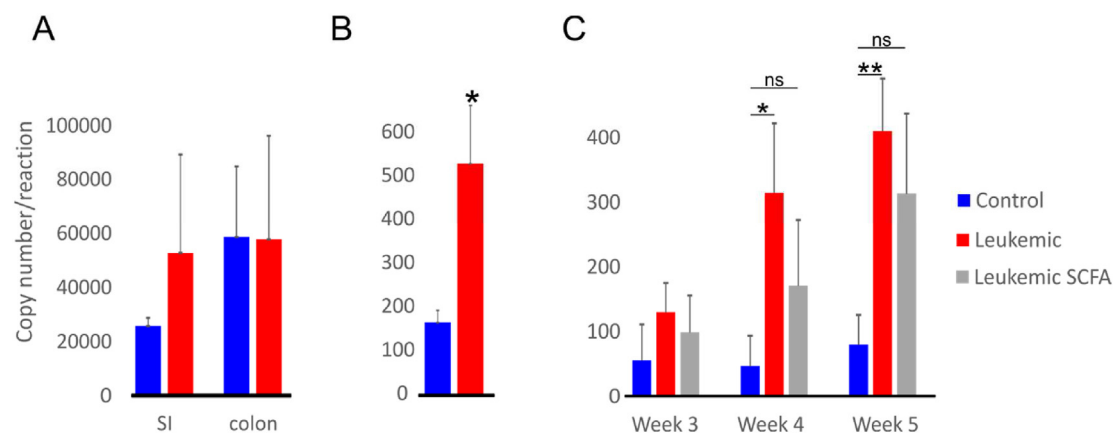 A
B
C
Copy number/reaction
100000
80000
60000
40000
20000
0
SI colon
600
500
400
300
200
100
0
*
400
300
200
100
0
ns
*
ns
**
Week 3 Week 4 Week 5
Control
Leukemic
Leukemic SCFA